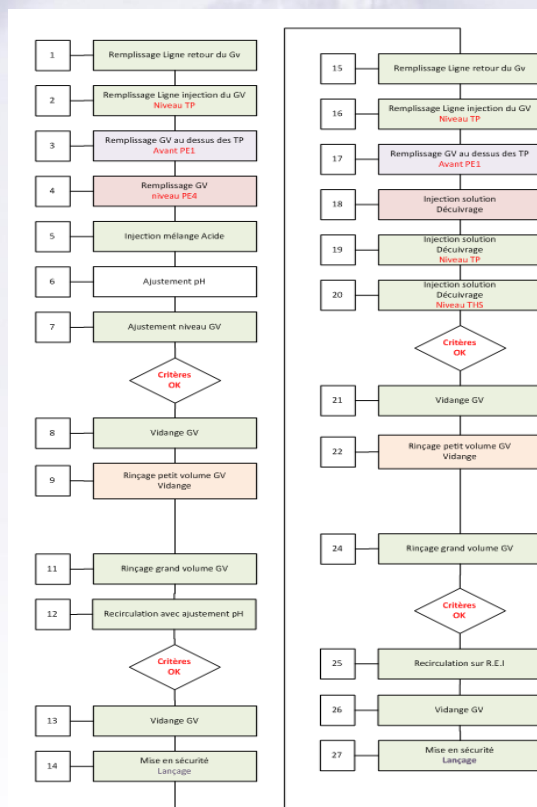 1
Remplissage Ligne retour du Gv
2
Remplissage Ligne injection du GV
Niveau TP
3
Remplissage GV au dessus des TP
Avant PE1
4
Remplissage GV
niveau PE4
5
Injection mélange Acide
6
Ajustement pH
7
Ajustement niveau GV
Critères
OK
8
Vidange GV
9
Rinçage petit volume GV
Vidange
11
Rinçage grand volume GV
12
Recirculation avec ajustement pH
Critères
OK
13
Vidange GV
14
Mise en sécurité
Lançage
15
Remplissage Ligne retour du Gv
16
Remplissage Ligne injection du GV
Niveau TP
17
Remplissage GV au dessus des TP
Avant PE1
18
Injection solution
Décuivrage
19
Injection solution
Décuivrage
Niveau TP
20
Injection solution
Décuivrage
Niveau THS
Critères
OK
21
Vidange GV
22
Rinçage petit volume GV
Vidange
24
Rinçage grand volume GV
Critères
OK
25
Recirculation sur R.E.I
26
Vidange GV
27
Mise en sécurité
Lançage